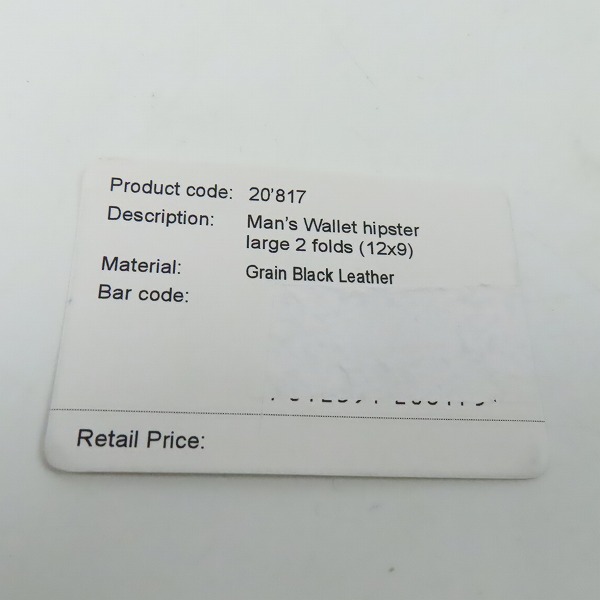 Product code: 20'817
Description: Man's Wallet hipster
large 2 folds (12x9)
Material: Grain Black Leather
Bar code:
Retail Price: